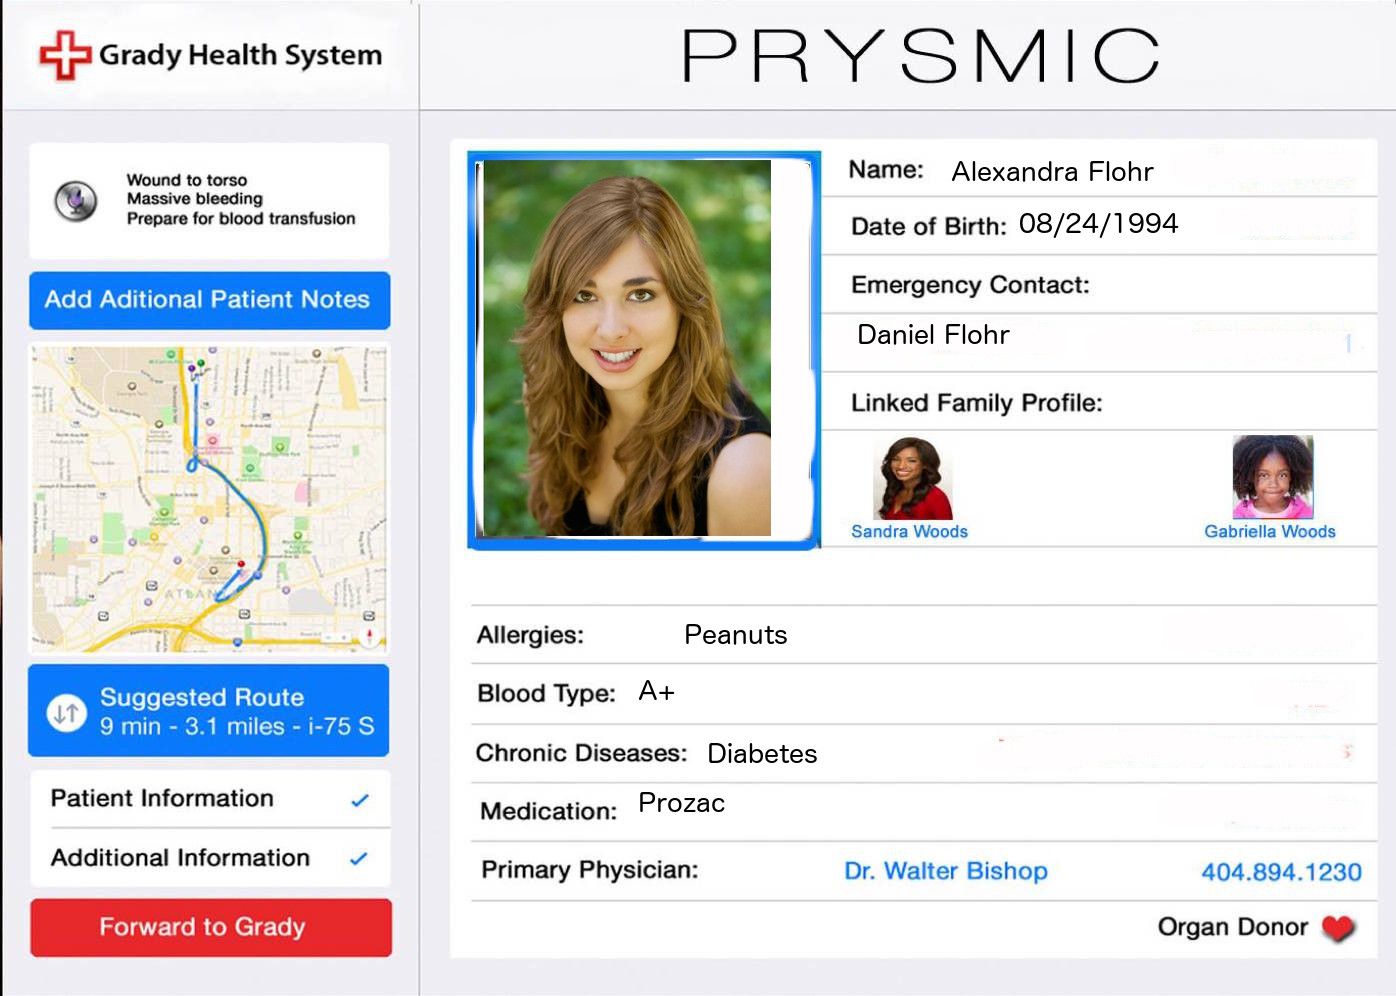 Grady Health System
PRYSMIC
Wound to torso
Massive bleeding
Prepare for blood transfusion
Add Aditional Patient Notes
ATLANTA
Suggested Route
9 min - 3.1 miles - i-75 S
Patient Information
Additional Information
Forward to Grady
Name: Alexandra Flohr
Date of Birth: 08/24/1994
Emergency Contact:
Daniel Flohr
Linked Family Profile:
Sandra Woods
Gabriella Woods
Allergies: Peanuts
Blood Type: A+
Chronic Diseases: Diabetes
Medication: Prozac
Primary Physician: Dr. Walter Bishop 404.894.1230
Organ Donor